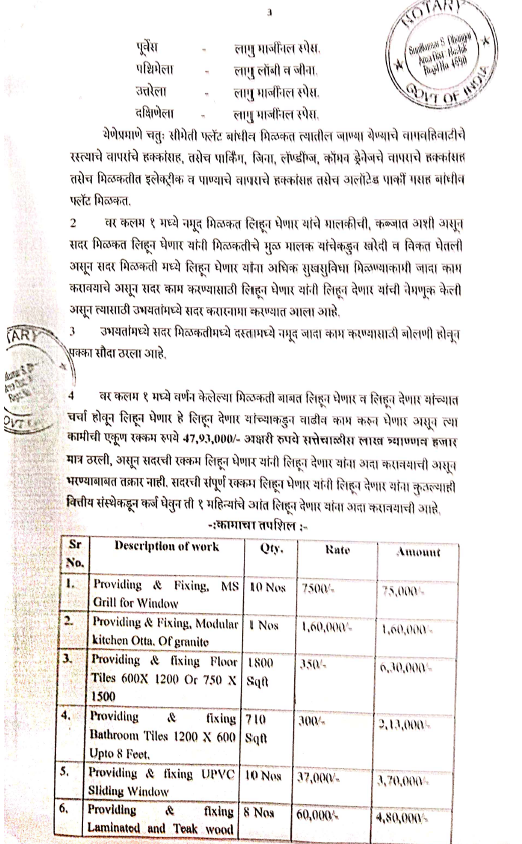 3
NOTARY
GOVT OF INDIA
पूर्वेस - लागु मार्जीनल स्पेस.
पश्चिमेला - लागु लॉबी व जीना.
उत्तरेला - लागु मार्जीनल स्पेस.
दक्षिणेला - लागु मार्जीनल स्पेस.
येणेप्रमाणे चतुः सीमेती फ्लॅट बांधीव मिळकत त्यातील जाण्या येण्याचे वागवहिवाटीचे
रस्त्याचे वापराचे हक्कांसह, तसेच पार्किंग, जिना, लॅण्डींज, कॉमन ड्रेनेजचे वापराचे हक्कांसह
तसेच मिळकतीत इलेक्ट्रीक व पाण्याचे वापराचे हक्कांसह तसेच अलॉटेड पार्कींगसह बांधीव
फ्लॅट मिळकत.
2 वर कलम १ मध्ये नमूद मिळकत लिहून घेणार यांचे मालकीची, कब्जात अशी असून
सदर मिळकत लिहून घेणार यांनी मिळकतीचे मुळ मालक यांचेकडुन खरेदी व विकत घेतली
असून सदर मिळकती मध्ये लिहून घेणार यांना अधिक सुखसुविधा मिळण्याकामी जादा काम
करावयाचे असून सदर काम करण्यासाठी लिहून घेणार यांनी लिहून देणार यांची नेमणूक केली
असून त्यासाठी उभयतांमध्ये सदर करारनामा करण्यात आला आहे.
3 उभयतांमध्ये सदर मिळकतीमध्ये दस्तामध्ये नमूद जादा काम करण्यासाठी बोलणी होवून
पक्का सौदा ठरला आहे.
4 वर कलम १ मध्ये वर्णन केलेल्या मिळकती बाबत लिहून घेणार व लिहून देणार यांच्यात
चर्चा होवून लिहून घेणार हे लिहून देणार यांच्याकडुन वाढीव काम करुन घेणार असून त्या
कामीची एकूण रक्कम रुपये 47,93,000/- अक्षरी रुपये सत्तेचाळीस लाख त्र्याण्णव हजार
मात्र ठरली, असून सदरची रक्कम लिहून घेणार यांनी लिहून देणार यांना अदा करावयाची असून
भरण्याबाबत तक्रार नाही. सदरची संपूर्ण रक्कम लिहून घेणार यांनी लिहून देणार यांना कुठल्याही
वित्तीय संस्थेकडून कर्ज घेवुन ती १ महिन्यांचे आंत लिहून देणार यांना अदा करावयाची आहे.
-:कामाचा तपशिल :-
Sr No. Description of work Qty. Rate Amount
1. Providing & Fixing, MS 10 Nos 7500/- 75,000/-
Grill for Window
2. Providing & Fixing, Modular 1 Nos 1,60,000/- 1,60,000/-
kitchen Otta, Of granite
3. Providing & fixing Floor 1800 350/- 6,30,000/-
Tiles 600X 1200 Or 750 X Sqft
1500
4. Providing & fixing 710 300/- 2,13,000/-
Bathroom Tiles 1200 X 600 Sqft
Upto 8 Feet,
5. Providing & fixing UPVC 10 Nos 37,000/- 3,70,000/-
Sliding Window
6. Providing & fixing 8 Nos 60,000/- 4,80,000/-
Laminated and Teak wood